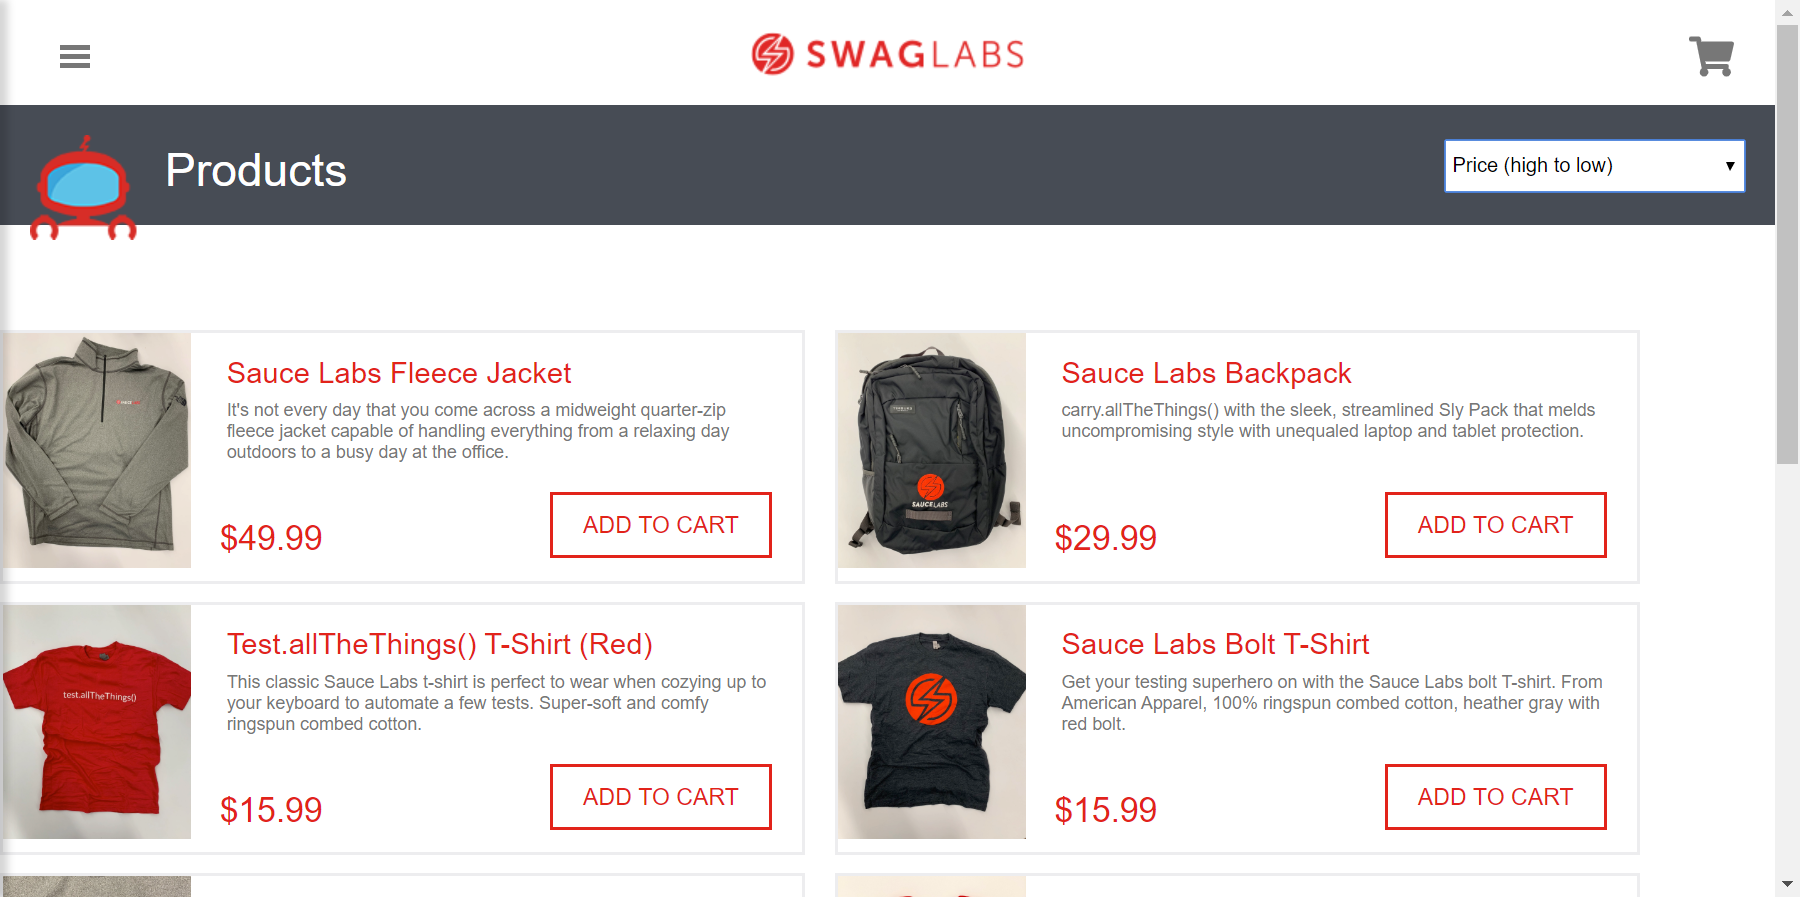 SWAGLABS
Products
Price (high to low)
Sauce Labs Fleece Jacket
It's not every day that you come across a midweight quarter-zip
fleece jacket capable of handling everything from a relaxing day
outdoors to a busy day at the office.
$49.99
ADD TO CART
Sauce Labs Backpack
carry.allTheThings() with the sleek, streamlined Sly Pack that melds
uncompromising style with unequaled laptop and tablet protection.
SAUCELABS
$29.99
ADD TO CART
Test.allTheThings() T-Shirt (Red)
This classic Sauce Labs t-shirt is perfect to wear when cozying up to
your keyboard to automate a few tests. Super-soft and comfy
ringspun combed cotton.
test.allTheThings()
$15.99
ADD TO CART
Sauce Labs Bolt T-Shirt
Get your testing superhero on with the Sauce Labs bolt T-shirt. From
American Apparel, 100% ringspun combed cotton, heather gray with
red bolt.
$15.99
ADD TO CART